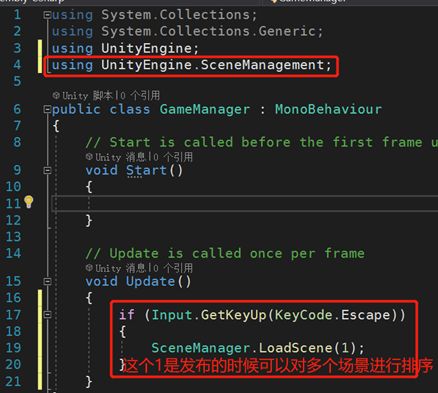 GameManager
1 using System.Collections;
2 using System.Collections.Generic;
3 using UnityEngine;
4 using UnityEngine.SceneManagement;
5
Unity 脚本|0 个引用
6 public class GameManager : MonoBehaviour
7 {
8 // Start is called before the first frame u
Unity 消息|0 个引用
9 void Start()
10 {
11
12 }
13
14 // Update is called once per frame
Unity 消息|0 个引用
15 void Update()
16 {
17 if (Input.GetKeyUp(KeyCode.Escape))
18 {
19 SceneManager.LoadScene(1);
20 }这个1是发布的时候可以对多个场景进行排序
21 }